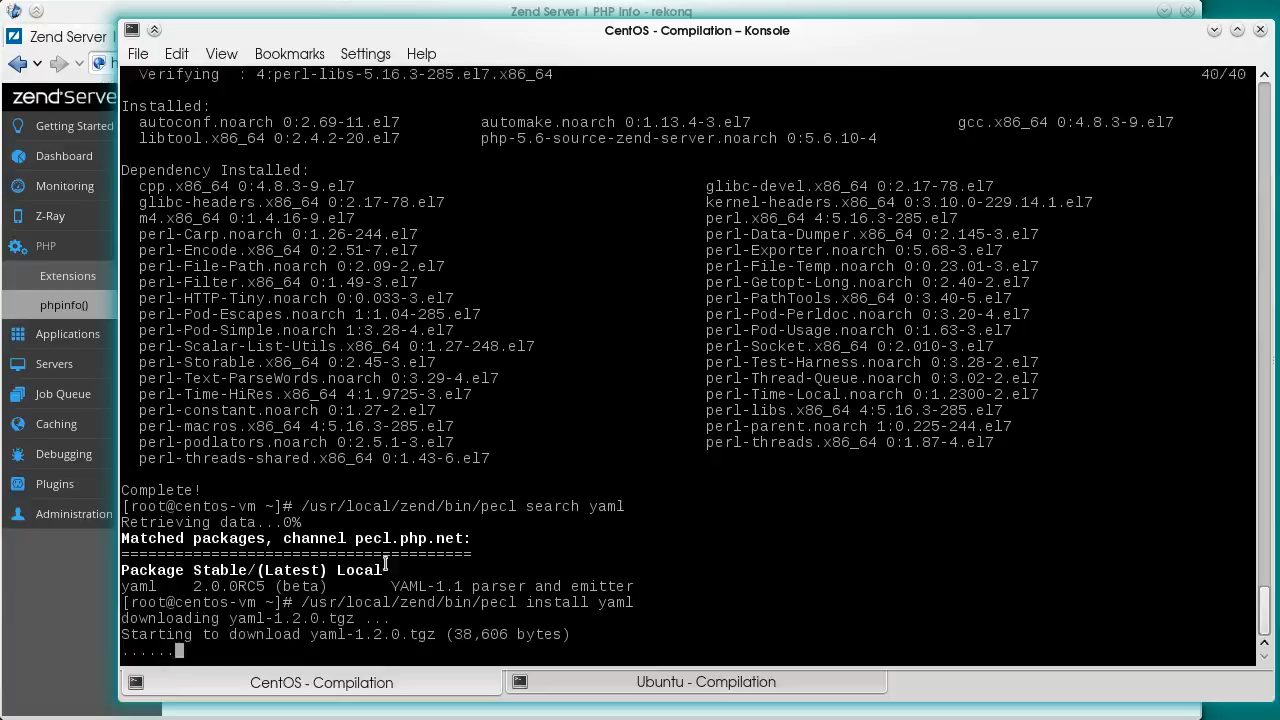 Zend Server | PHP Info - rekonq
Zend Server |
CentOS - Compilation – Konsole
File Edit View Bookmarks Settings Help
zend Serve
Getting Started
Dashboard
Monitoring
Z-Ray
PHP
Extensions
phpinfo()
Applications
Servers
Job Queue
Caching
Debugging
Plugins
Administration
Verifying : 4:perl-libs-5.16.3-285.el7.x86_64 40/40
Installed:
autoconf.noarch 0:2.69-11.el7 automake.noarch 0:1.13.4-3.el7 gcc.x86_64 0:4.8.3-9.el7
libtool.x86_64 0:2.4.2-20.el7 php-5.6-source-zend-server.noarch 0:5.6.10-4
Dependency Installed:
cpp.x86_64 0:4.8.3-9.el7 glibc-devel.x86_64 0:2.17-78.el7
glibc-headers.x86_64 0:2.17-78.el7 kernel-headers.x86_64 0:3.10.0-229.14.1.el7
m4.x86_64 0:1.4.16-9.el7 perl.x86_64 4:5.16.3-285.el7
perl-Carp.noarch 0:1.26-244.el7 perl-Data-Dumper.x86_64 0:2.145-3.el7
perl-Encode.x86_64 0:2.51-7.el7 perl-Exporter.noarch 0:5.68-3.el7
perl-File-Path.noarch 0:2.09-2.el7 perl-File-Temp.noarch 0:0.23.01-3.el7
perl-Filter.x86_64 0:1.49-3.el7 perl-Getopt-Long.noarch 0:2.40-2.el7
perl-HTTP-Tiny.noarch 0:0.033-3.el7 perl-PathTools.x86_64 0:3.40-5.el7
perl-Pod-Escapes.noarch 1:1.04-285.el7 perl-Pod-Perldoc.noarch 0:3.20-4.el7
perl-Pod-Simple.noarch 1:3.28-4.el7 perl-Pod-Usage.noarch 0:1.63-3.el7
perl-Scalar-List-Utils.x86_64 0:1.27-248.el7 perl-Socket.x86_64 0:2.010-3.el7
perl-Storable.x86_64 0:2.45-3.el7 perl-Test-Harness.noarch 0:3.28-2.el7
perl-Text-ParseWords.noarch 0:3.29-4.el7 perl-Thread-Queue.noarch 0:3.02-2.el7
perl-Time-HiRes.x86_64 4:1.9725-3.el7 perl-Time-Local.noarch 0:1.2300-2.el7
perl-constant.noarch 0:1.27-2.el7 perl-libs.x86_64 4:5.16.3-285.el7
perl-macros.x86_64 4:5.16.3-285.el7 perl-parent.noarch 1:0.225-244.el7
perl-podlators.noarch 0:2.5.1-3.el7 perl-threads.x86_64 0:1.87-4.el7
perl-threads-shared.x86_64 0:1.43-6.el7
Complete!
[root@centos-vm ~]# /usr/local/zend/bin/pecl search yaml
Retrieving data...0%
Matched packages, channel pecl.php.net:
=======================================
Package Stable/(Latest) Local
yaml 2.0.0RC5 (beta) YAML-1.1 parser and emitter
[root@centos-vm ~]# /usr/local/zend/bin/pecl install yaml
downloading yaml-1.2.0.tgz ...
Starting to download yaml-1.2.0.tgz (38,606 bytes)
......
CentOS - Compilation
Ubuntu - Compilation